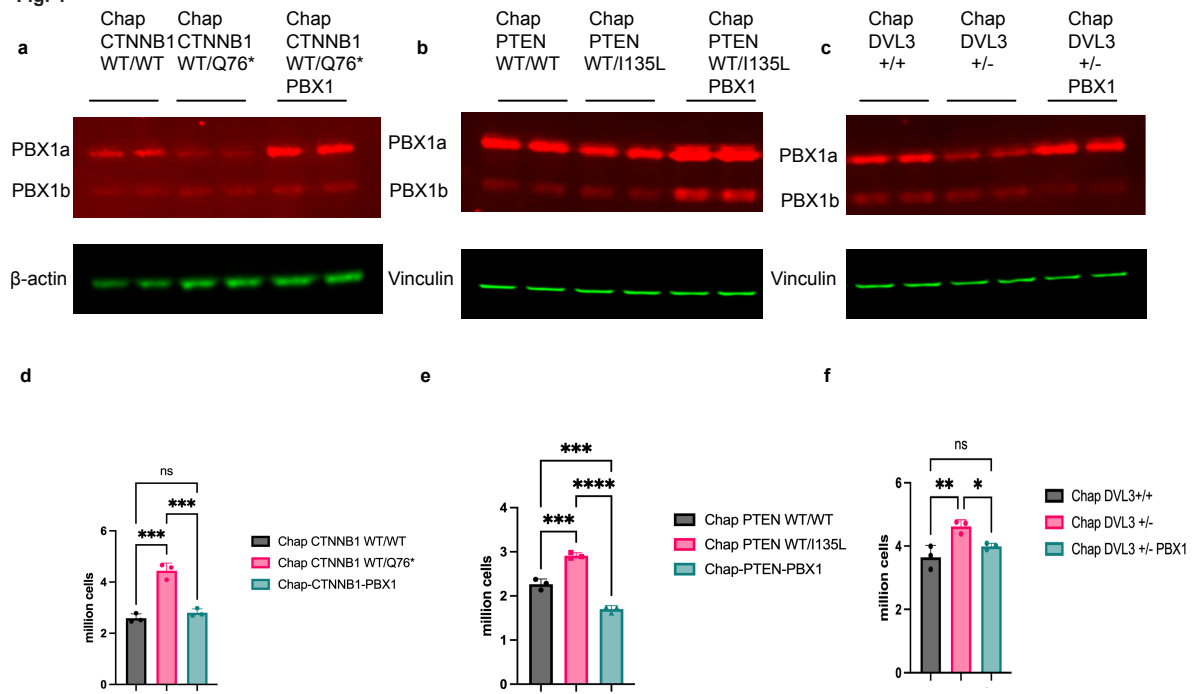 a
Chap
CTNNB1
WT/WT
Chap
CTNNB1
WT/Q76*
Chap
CTNNB1
WT/Q76*
PBX1
PBX1a
PBX1b
β-actin
b
Chap
PTEN
WT/WT
Chap
PTEN
WT/I135L
Chap
PTEN
WT/I135L
PBX1
PBX1a
PBX1b
Vinculin
c
Chap
DVL3
+/+
Chap
DVL3
+/-
Chap
DVL3
+/-
PBX1
PBX1a
PBX1b
Vinculin
d
ns
***
***
6
4
2
0
million cells
Chap CTNNB1 WT/WT
Chap CTNNB1 WT/Q76*
Chap-CTNNB1-PBX1
e
***
****
***
4
3
2
1
0
million cells
Chap PTEN WT/WT
Chap PTEN WT/I135L
Chap-PTEN-PBX1
f
ns
**
*
6
4
2
0
million cells
Chap DVL3+/+
Chap DVL3 +/-
Chap DVL3 +/- PBX1